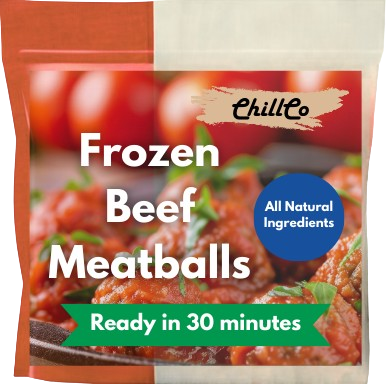 ChillCo
Frozen
Beef
Meatballs
All Natural
Ingredients
Ready in 30 minutes